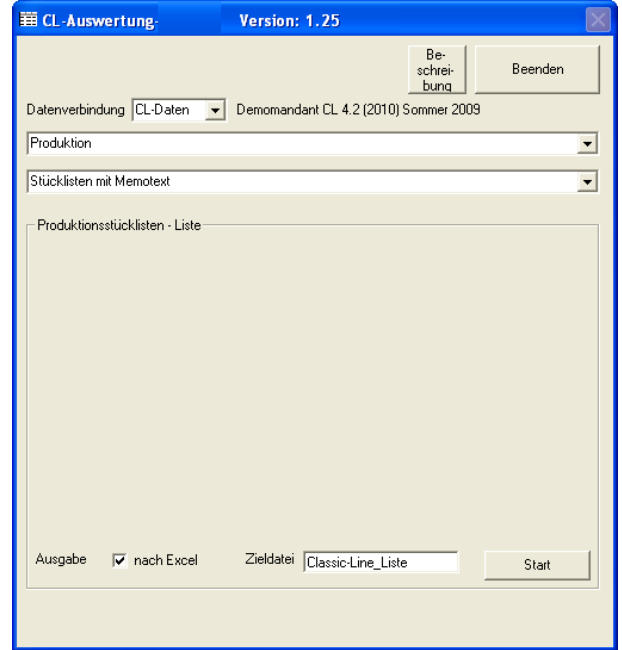 CL-Auswertung- Version: 1.25
Be-
schrei-
bung
Beenden
Datenverbindung CL-Daten Demomandant CL 4.2 (2010) Sommer 2009
Produktion
Stücklisten mit Memotext
Produktionsstücklisten - Liste
Ausgabe nach Excel Zieldatei Classic-Line_Liste Start